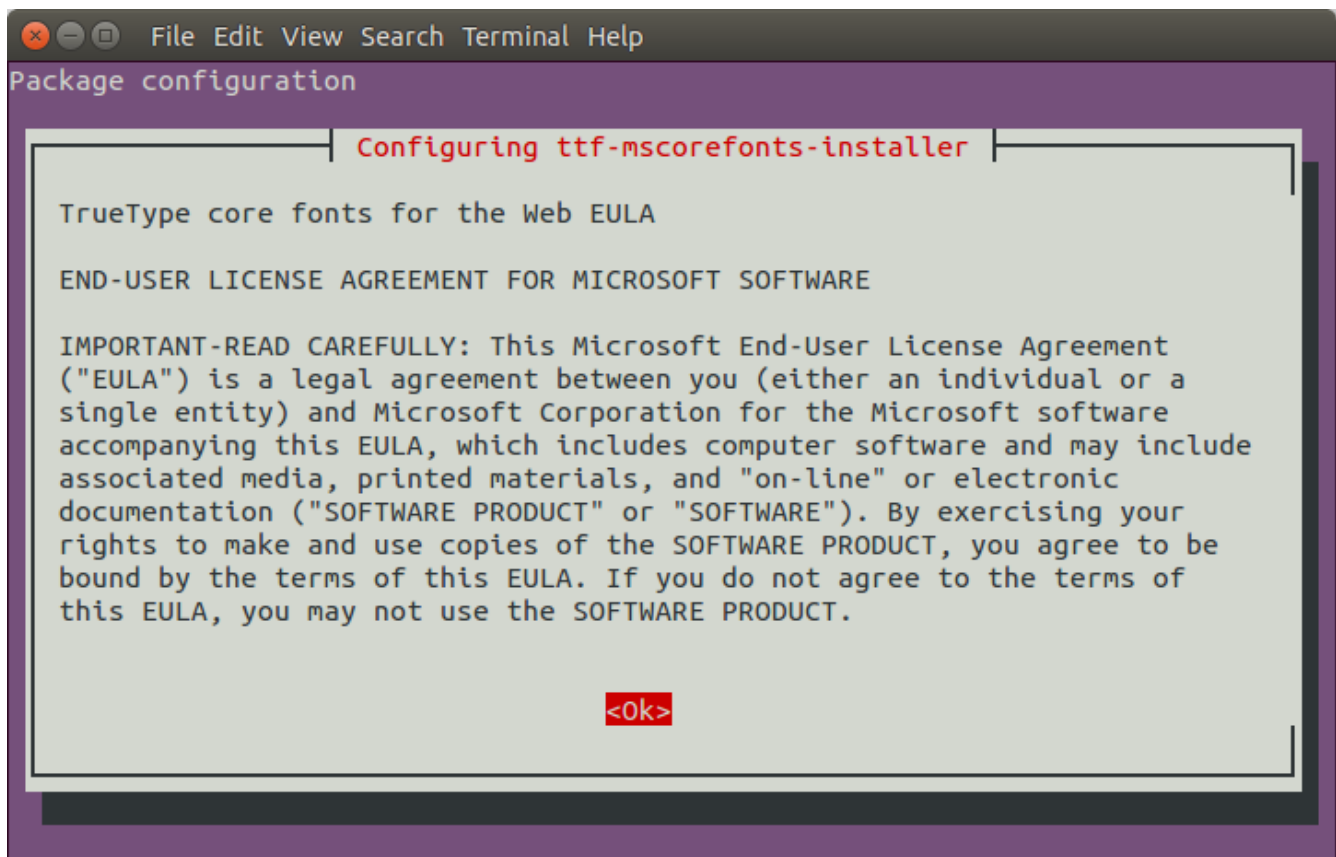 File Edit View Search Terminal Help
Package configuration
Configuring ttf-mscorefonts-installer
TrueType core fonts for the Web EULA
END-USER LICENSE AGREEMENT FOR MICROSOFT SOFTWARE
IMPORTANT-READ CAREFULLY: This Microsoft End-User License Agreement
("EULA") is a legal agreement between you (either an individual or a
single entity) and Microsoft Corporation for the Microsoft software
accompanying this EULA, which includes computer software and may include
associated media, printed materials, and "on-line" or electronic
documentation ("SOFTWARE PRODUCT" or "SOFTWARE"). By exercising your
rights to make and use copies of the SOFTWARE PRODUCT, you agree to be
bound by the terms of this EULA. If you do not agree to the terms of
this EULA, you may not use the SOFTWARE PRODUCT.
<Ok>